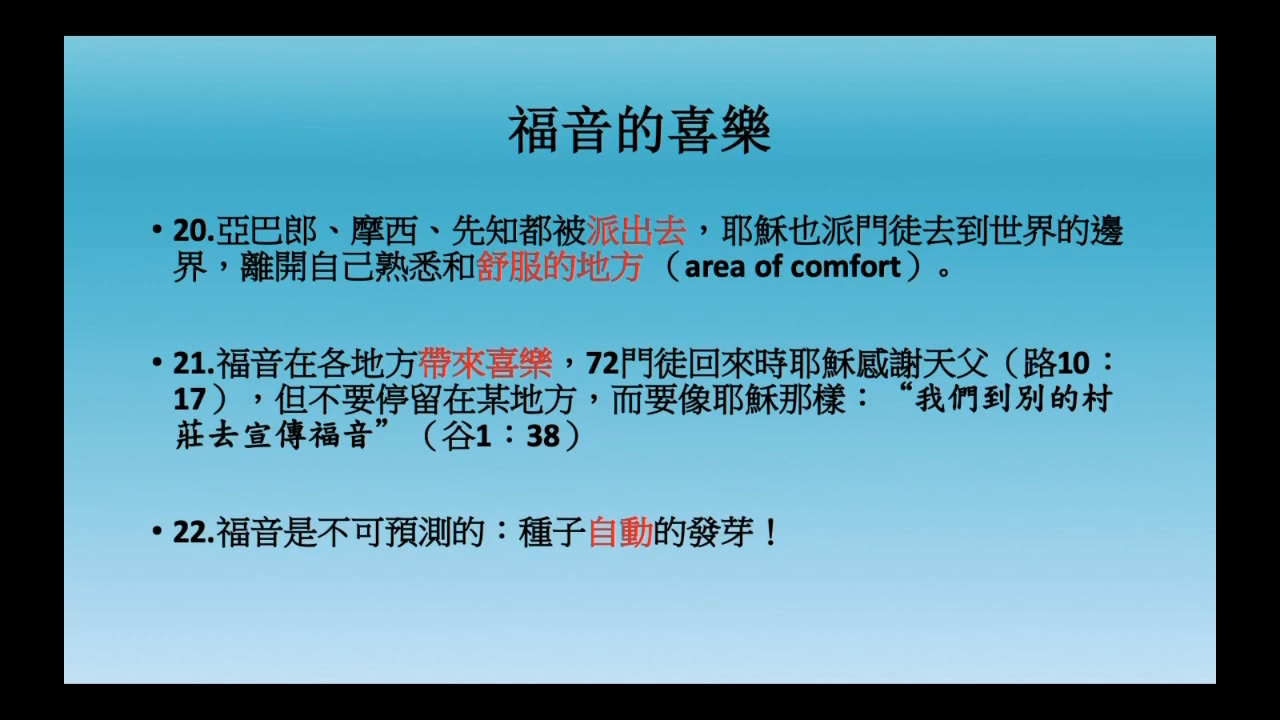 福音的喜樂
• 20.亞巴郎、摩西、先知都被派出去，耶穌也派門徒去到世界的邊
界，離開自己熟悉和舒服的地方（area of comfort）。
• 21.福音在各地方帶來喜樂，72門徒回來時耶穌感謝天父（路10：
17），但不要停留在某地方，而要像耶穌那樣：“我們到別的村
莊去宣傳福音”（谷1：38）
• 22.福音是不可預測的：種子自動的發芽！